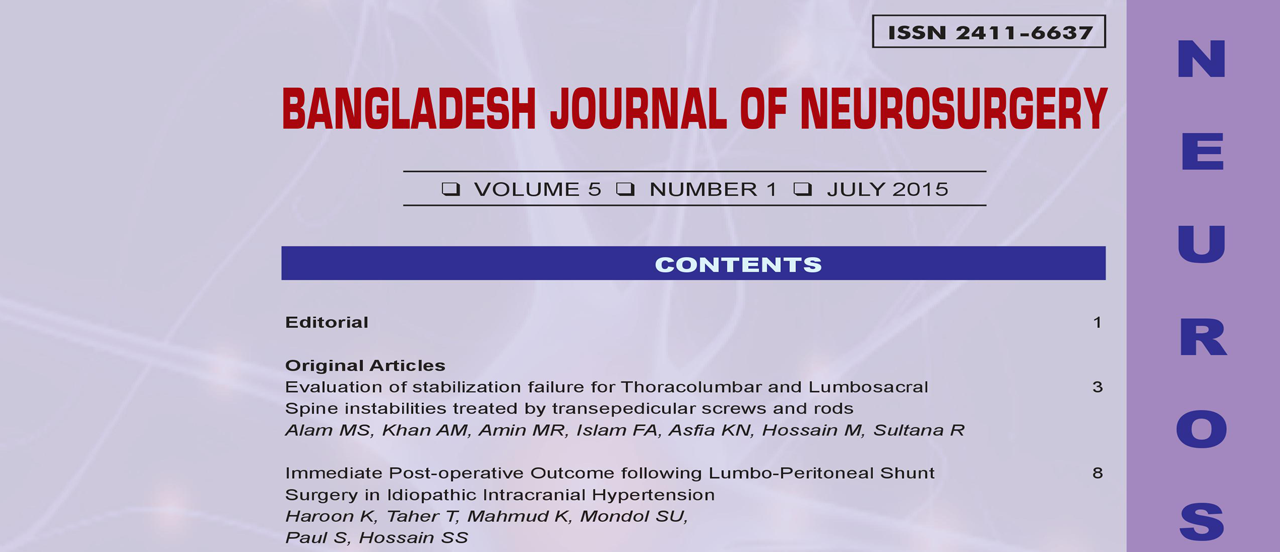 ISSN 2411-6637
BANGLADESH JOURNAL OF NEUROSURGERY
❑ VOLUME 5 ❑ NUMBER 1 ❑ JULY 2015
CONTENTS
Editorial 1
Original Articles
Evaluation of stabilization failure for Thoracolumbar and Lumbosacral 3
Spine instabilities treated by transepedicular screws and rods
Alam MS, Khan AM, Amin MR, Islam FA, Asfia KN, Hossain M, Sultana R
Immediate Post-operative Outcome following Lumbo-Peritoneal Shunt 8
Surgery in Idiopathic Intracranial Hypertension
Haroon K, Taher T, Mahmud K, Mondol SU,
Paul S, Hossain SS
N
E
U
R
O
S